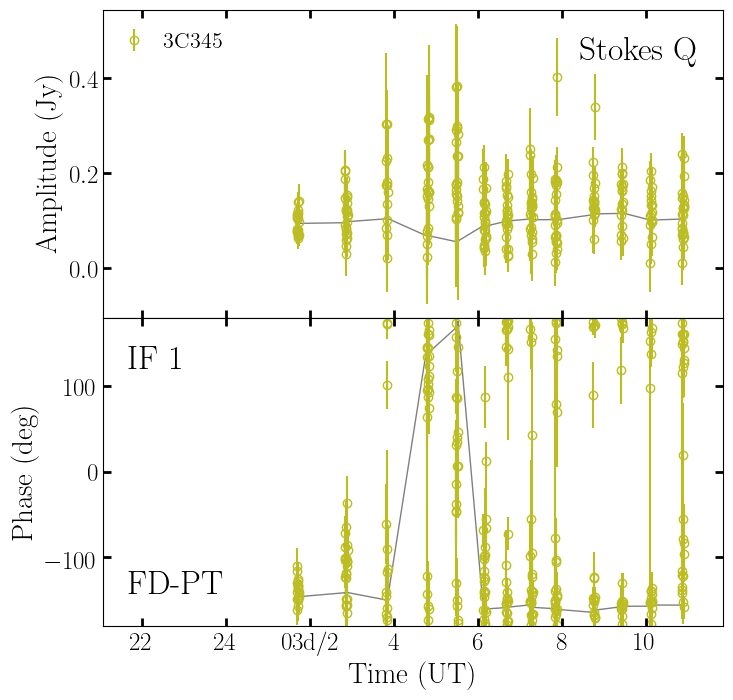 3C345
Stokes Q
0.4
0.2
0.0
Amplitude (Jy)
IF 1
100
0
−100
Phase (deg)
FD-PT
22 24 03d/2 4 6 8 10
Time (UT)